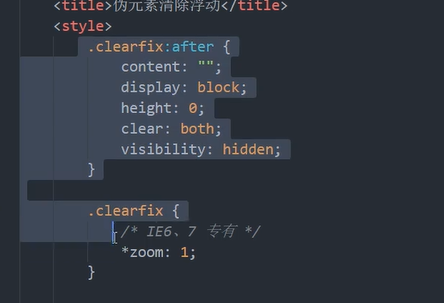 <title>伪元素清除浮动</title>
<style>
.clearfix:after {
content: "";
display: block;
height: 0;
clear: both;
visibility: hidden;
}
.clearfix {
/* IE6、7 专有 */
*zoom: 1;
}